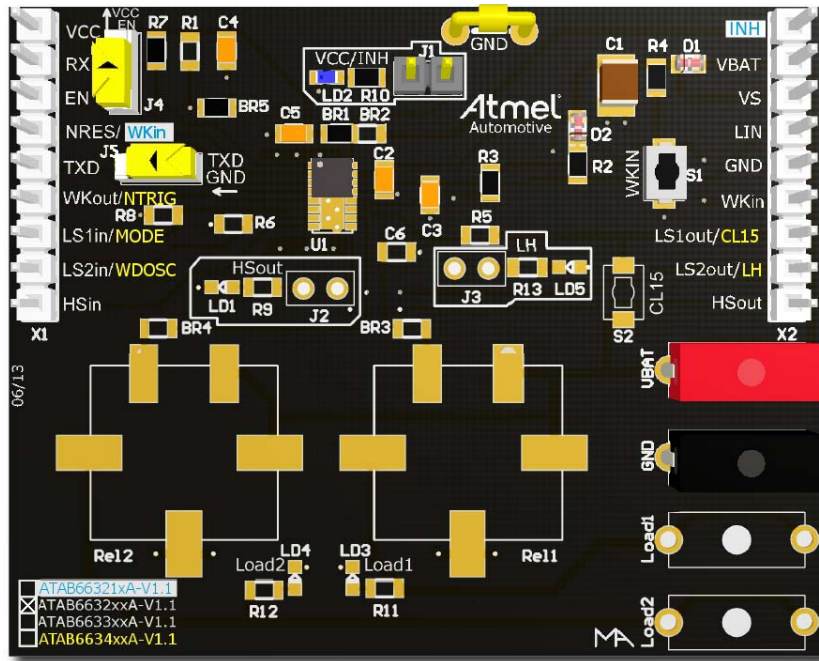 VCC
EN
VCC
RX
EN
J4
R7
R1
C4
BR5
VCC/INH
J1
LD2
R10
GND
C1
R4
D1
INH
VBAT
VS
LIN
GND
WKin
LS1out/CL15
LS2out/LH
HSout
X2
NRES/WKin
J5
TXD
TXD
GND
WKout/NTRIG
R8
LS1in/MODE
LS2in/WDOSC
HSin
X1
C5
BR1
BR2
Atmel
Automotive
D2
R2
WKIN
S1
C2
C3
R3
U1
R6
C6
R5
LH
J3
R13
LD5
HSout
LD1
R9
J2
CL15
S2
BR4
BR3
06/13
VBAT
GND
Load1
Load2
Rel2
Rel1
Load2
LD4
LD3
Load1
R12
R11
ATAB66321xA-V1.1
ATAB6632xxA-V1.1
ATAB6633xxA-V1.1
ATAB6634xxA-V1.1
MA